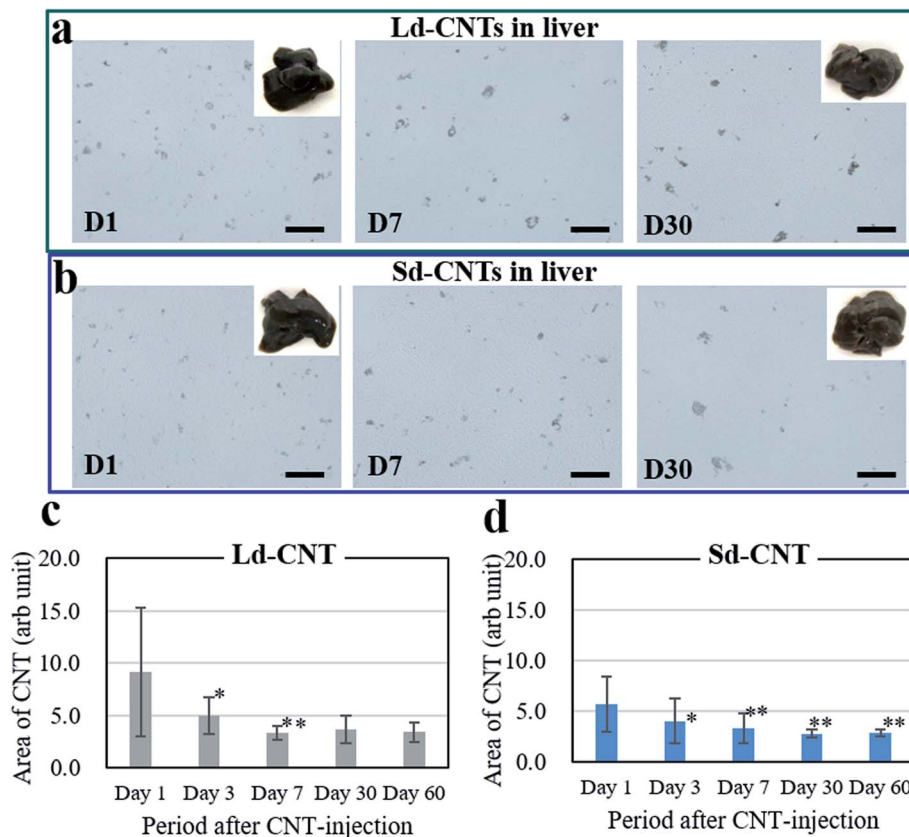 a
Ld-CNTs in liver
D1
D7
D30
b
Sd-CNTs in liver
D1
D7
D30
c
Ld-CNT
Area of CNT (arb unit)
20.0
15.0
10.0
5.0
0.0
*
**
Day 1 Day 3 Day 7 Day 30 Day 60
Period after CNT-injection
d
Sd-CNT
Area of CNT (arb unit)
20.0
15.0
10.0
5.0
0.0
*
**
**
**
Day 1 Day 3 Day 7 Day 30 Day 60
Period after CNT-injection